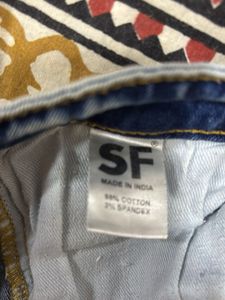 SF®
MADE IN INDIA
98% COTTON
2% SPANDEX